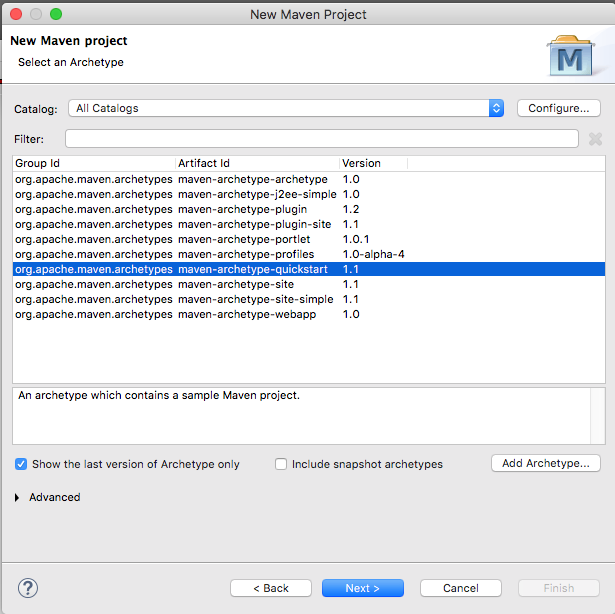 New Maven Project
New Maven project
Select an Archetype
M
Catalog: All Catalogs Configure...
Filter:
Group Id Artifact Id Version
org.apache.maven.archetypes maven-archetype-archetype 1.0
org.apache.maven.archetypes maven-archetype-j2ee-simple 1.0
org.apache.maven.archetypes maven-archetype-plugin 1.2
org.apache.maven.archetypes maven-archetype-plugin-site 1.1
org.apache.maven.archetypes maven-archetype-portlet 1.0.1
org.apache.maven.archetypes maven-archetype-profiles 1.0-alpha-4
org.apache.maven.archetypes maven-archetype-quickstart 1.1
org.apache.maven.archetypes maven-archetype-site 1.1
org.apache.maven.archetypes maven-archetype-site-simple 1.1
org.apache.maven.archetypes maven-archetype-webapp 1.0
An archetype which contains a sample Maven project.
Show the last version of Archetype only Include snapshot archetypes Add Archetype...
Advanced
? < Back Next > Cancel Finish